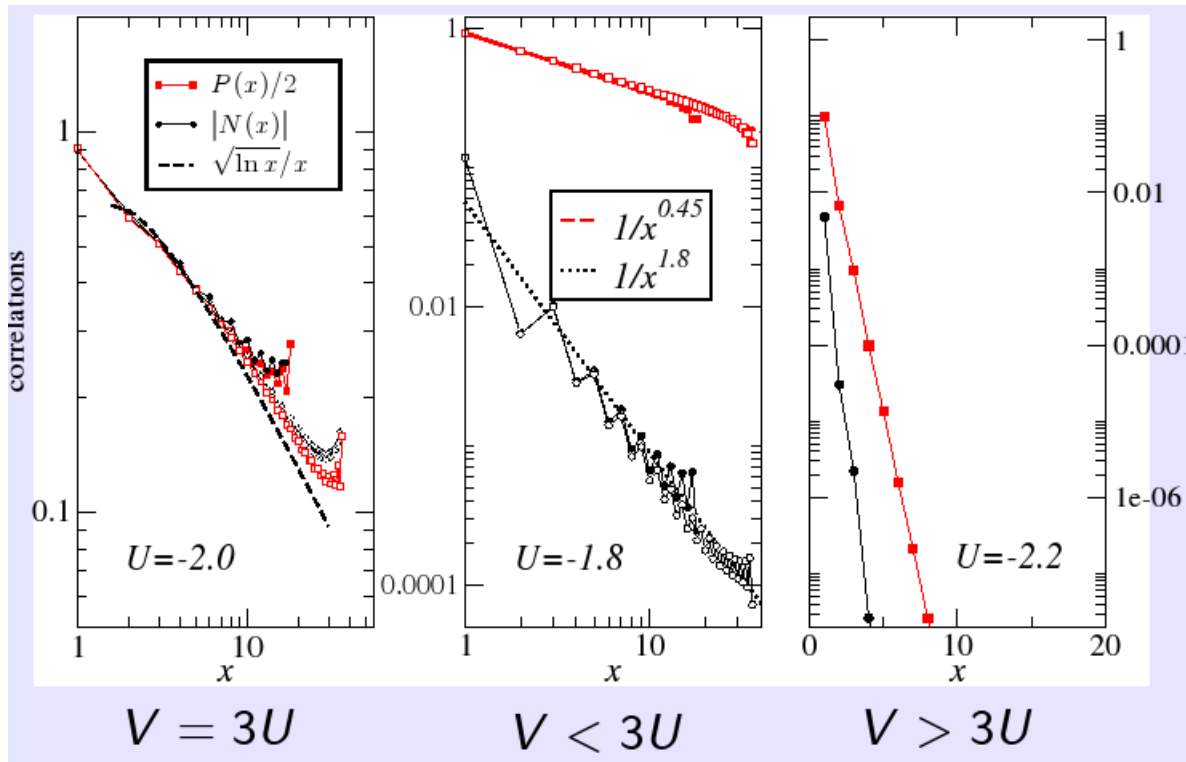 correlations
1
0.1
P(x)/2
|N(x)|
√ln x/x
U=-2.0
1
10
x
V = 3U
1
0.01
0.0001
1/x^0.45
1/x^1.8
U=-1.8
1
10
x
V < 3U
1
0.01
0.0001
1e-06
U=-2.2
0
10
20
x
V > 3U